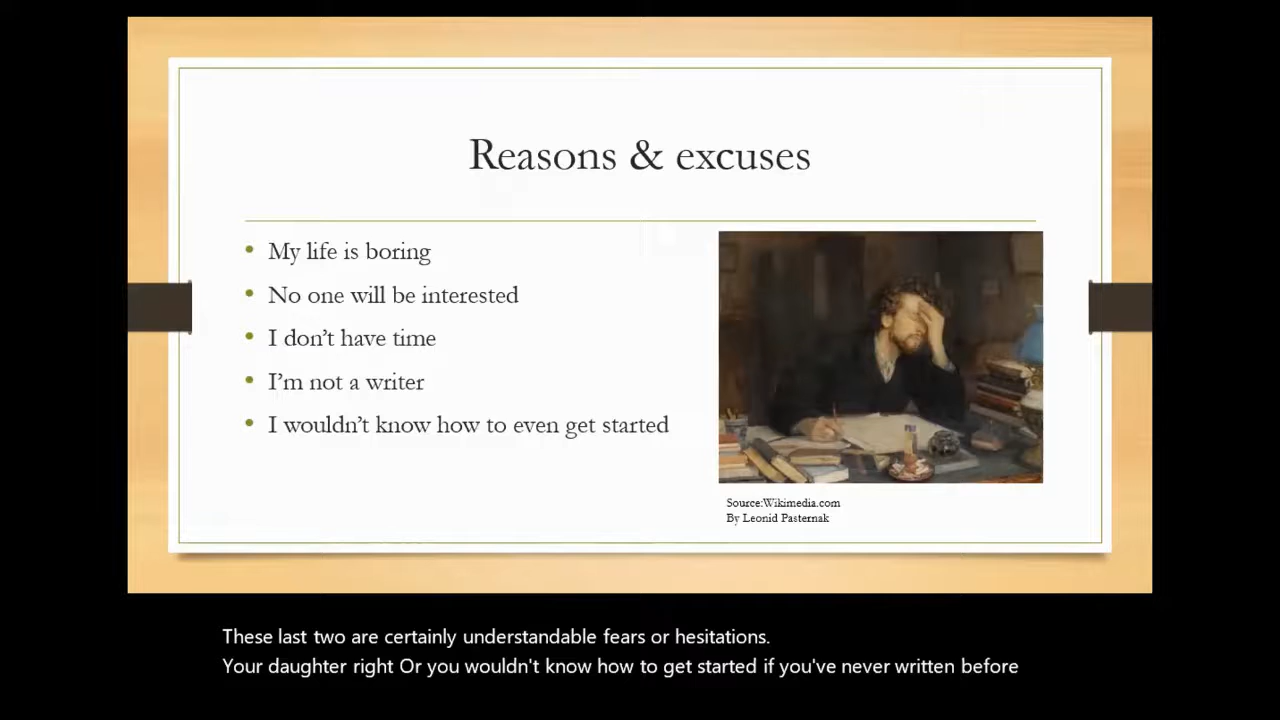 Reasons & excuses
• My life is boring
• No one will be interested
• I don't have time
• I'm not a writer
• I wouldn't know how to even get started
Source:Wikimedia.com
By Leonid Pasternak
These last two are certainly understandable fears or hesitations.
Your daughter right Or you wouldn't know how to get started if you've never written before